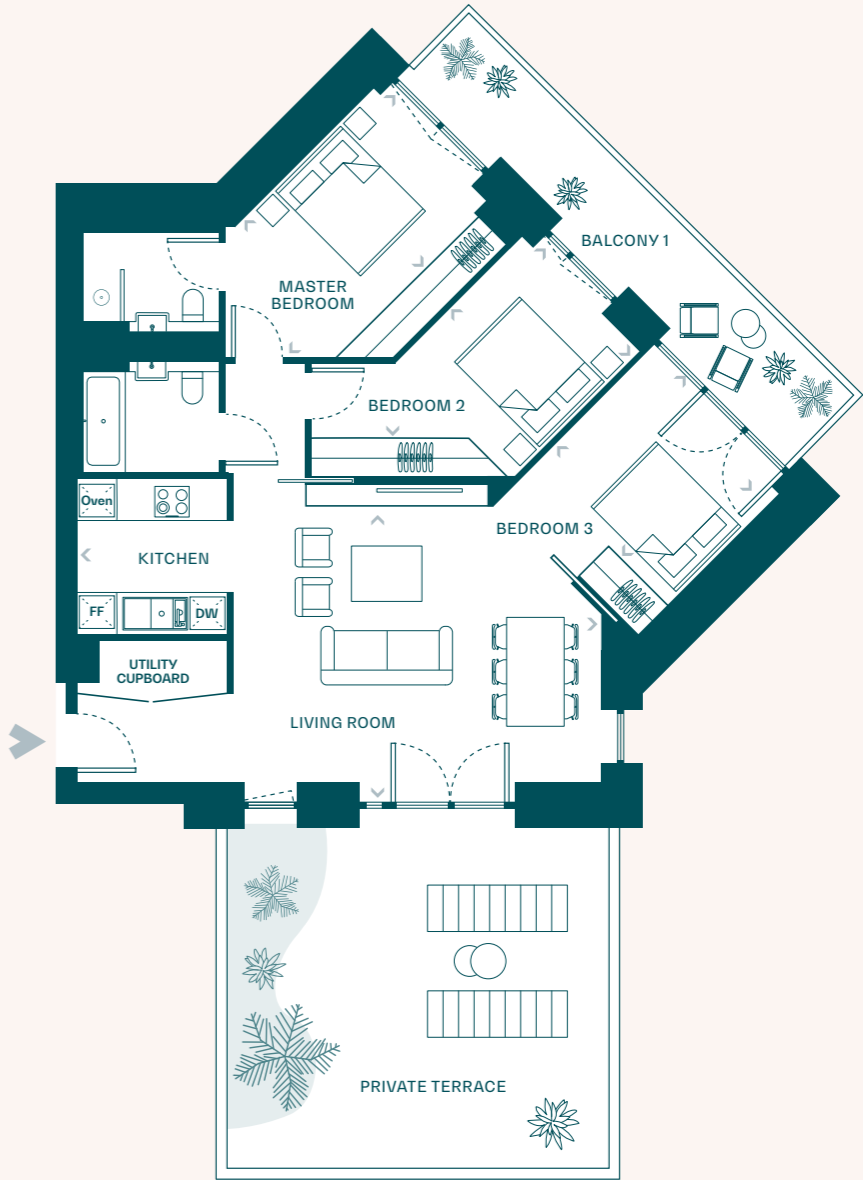 BALCONY 1
MASTER
BEDROOM
BEDROOM 2
Oven
BEDROOM 3
KITCHEN
FF
DW
UTILITY
CUPBOARD
LIVING ROOM
PRIVATE TERRACE